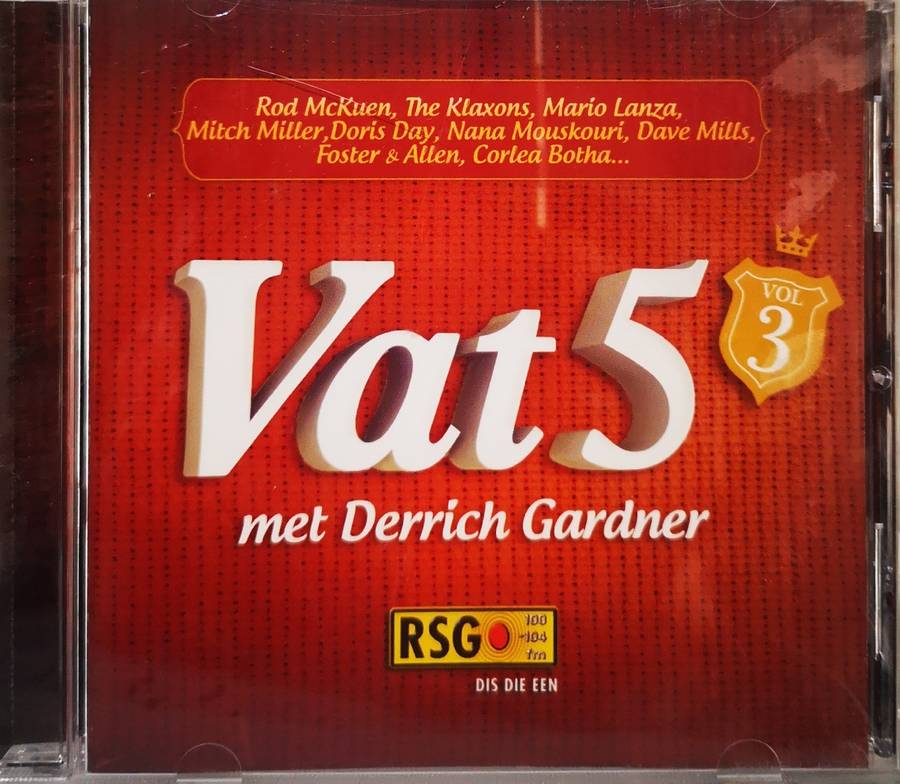 Rod McKuen, The Klaxons, Mario Lanza,
Mitch Miller,Doris Day, Nana Mouskouri, Dave Mills,
Foster & Allen, Corlea Botha...
Vat 5
VOL
3
met Derrich Gardner
RSG
100
-104
fm
DIS DIE EEN